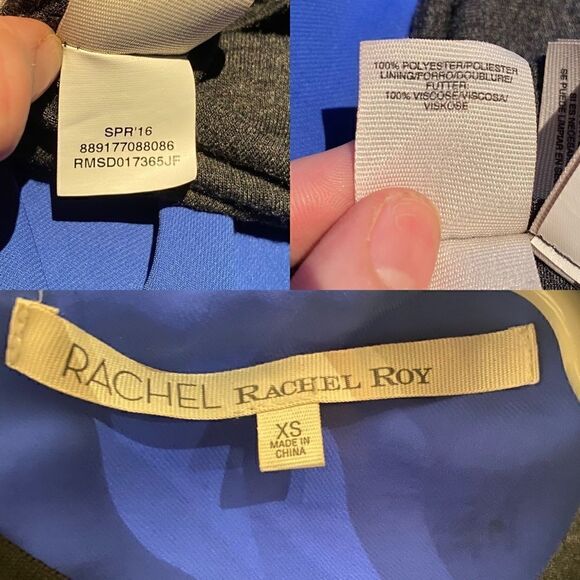 SPR'16
889177088086
RMSD017365JF
100% POLYESTER/POLIESTER
LINING/FORRO/DOUBLURE/
FUTTER
100% VISCOSE/VISCOSA/
VISKOSE
RACHEL RACHEL ROY
XS
MADE IN
CHINA